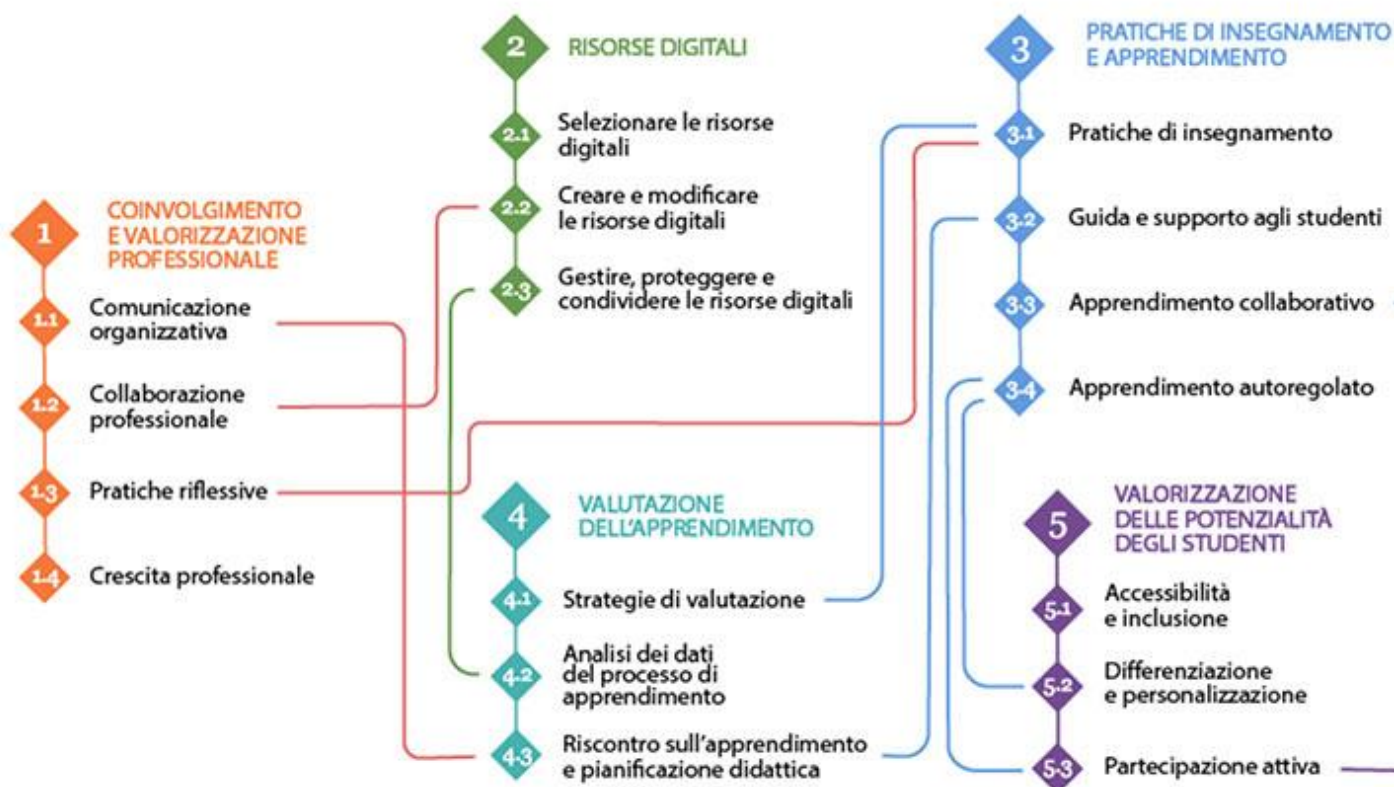 1
COINVOLGIMENTO
E VALORIZZAZIONE
PROFESSIONALE
1.1
Comunicazione
organizzativa
1.2
Collaborazione
professionale
1.3
Pratiche riflessive
1.4
Crescita professionale
2
RISORSE DIGITALI
2.1
Selezionare le risorse
digitali
2.2
Creare e modificare
le risorse digitali
2.3
Gestire, proteggere e
condividere le risorse digitali
3
PRATICHE DI INSEGNAMENTO
E APPRENDIMENTO
3.1
Pratiche di insegnamento
3.2
Guida e supporto agli studenti
3.3
Apprendimento collaborativo
3.4
Apprendimento autoregolato
4
VALUTAZIONE
DELL'APPRENDIMENTO
4.1
Strategie di valutazione
4.2
Analisi dei dati
del processo di
apprendimento
4.3
Riscontro sull'apprendimento
e pianificazione didattica
5
VALORIZZAZIONE
DELLE POTENZIALITÀ
DEGLI STUDENTI
5.1
Accessibilità
e inclusione
5.2
Differenziazione
e personalizzazione
5.3
Partecipazione attiva